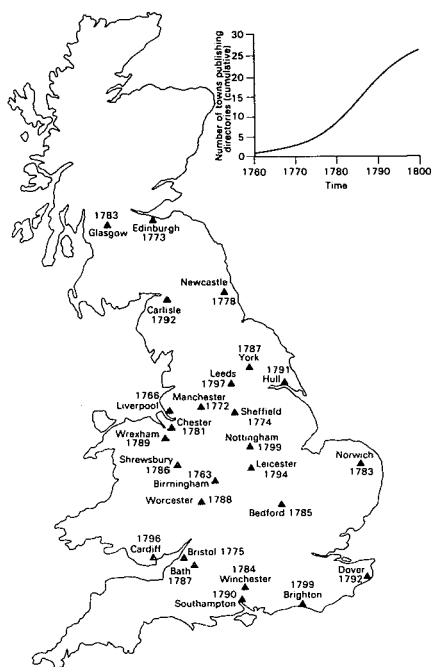 Number of towns publishing
directories (cumulative)
30
25
20
15
10
5
0
1760 1770 1780 1790 1800
Time
1783
Glasgow
Edinburgh
1773
Newcastle
1778
Carlisle
1792
1787
York
1791
Hull
Leeds
1797
Manchester
1772
1766
Liverpool
Sheffield
1774
Chester
1781
Wrexham
1789
Nottingham
1799
Norwich
1783
Shrewsbury
1786
1763
Birmingham
Leicester
1794
Worcester
1788
Bedford 1785
1796
Cardiff
Bristol 1775
Bath
1787
1784
Winchester
1790
Southampton
1799
Brighton
Dover
1792